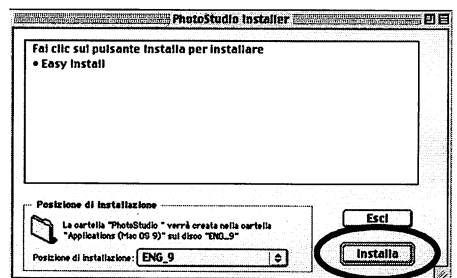 PhotoStudio Installer
Fai clic sul pulsante Installa per installare
• Easy Install
Posizione di installazione
La cartella "PhotoStudio " verrà creata nella cartella
"Applications (Mac OS 9)" sul disco "ENG_9"
Posizione di installazione: ENG_9
Esci
Installa